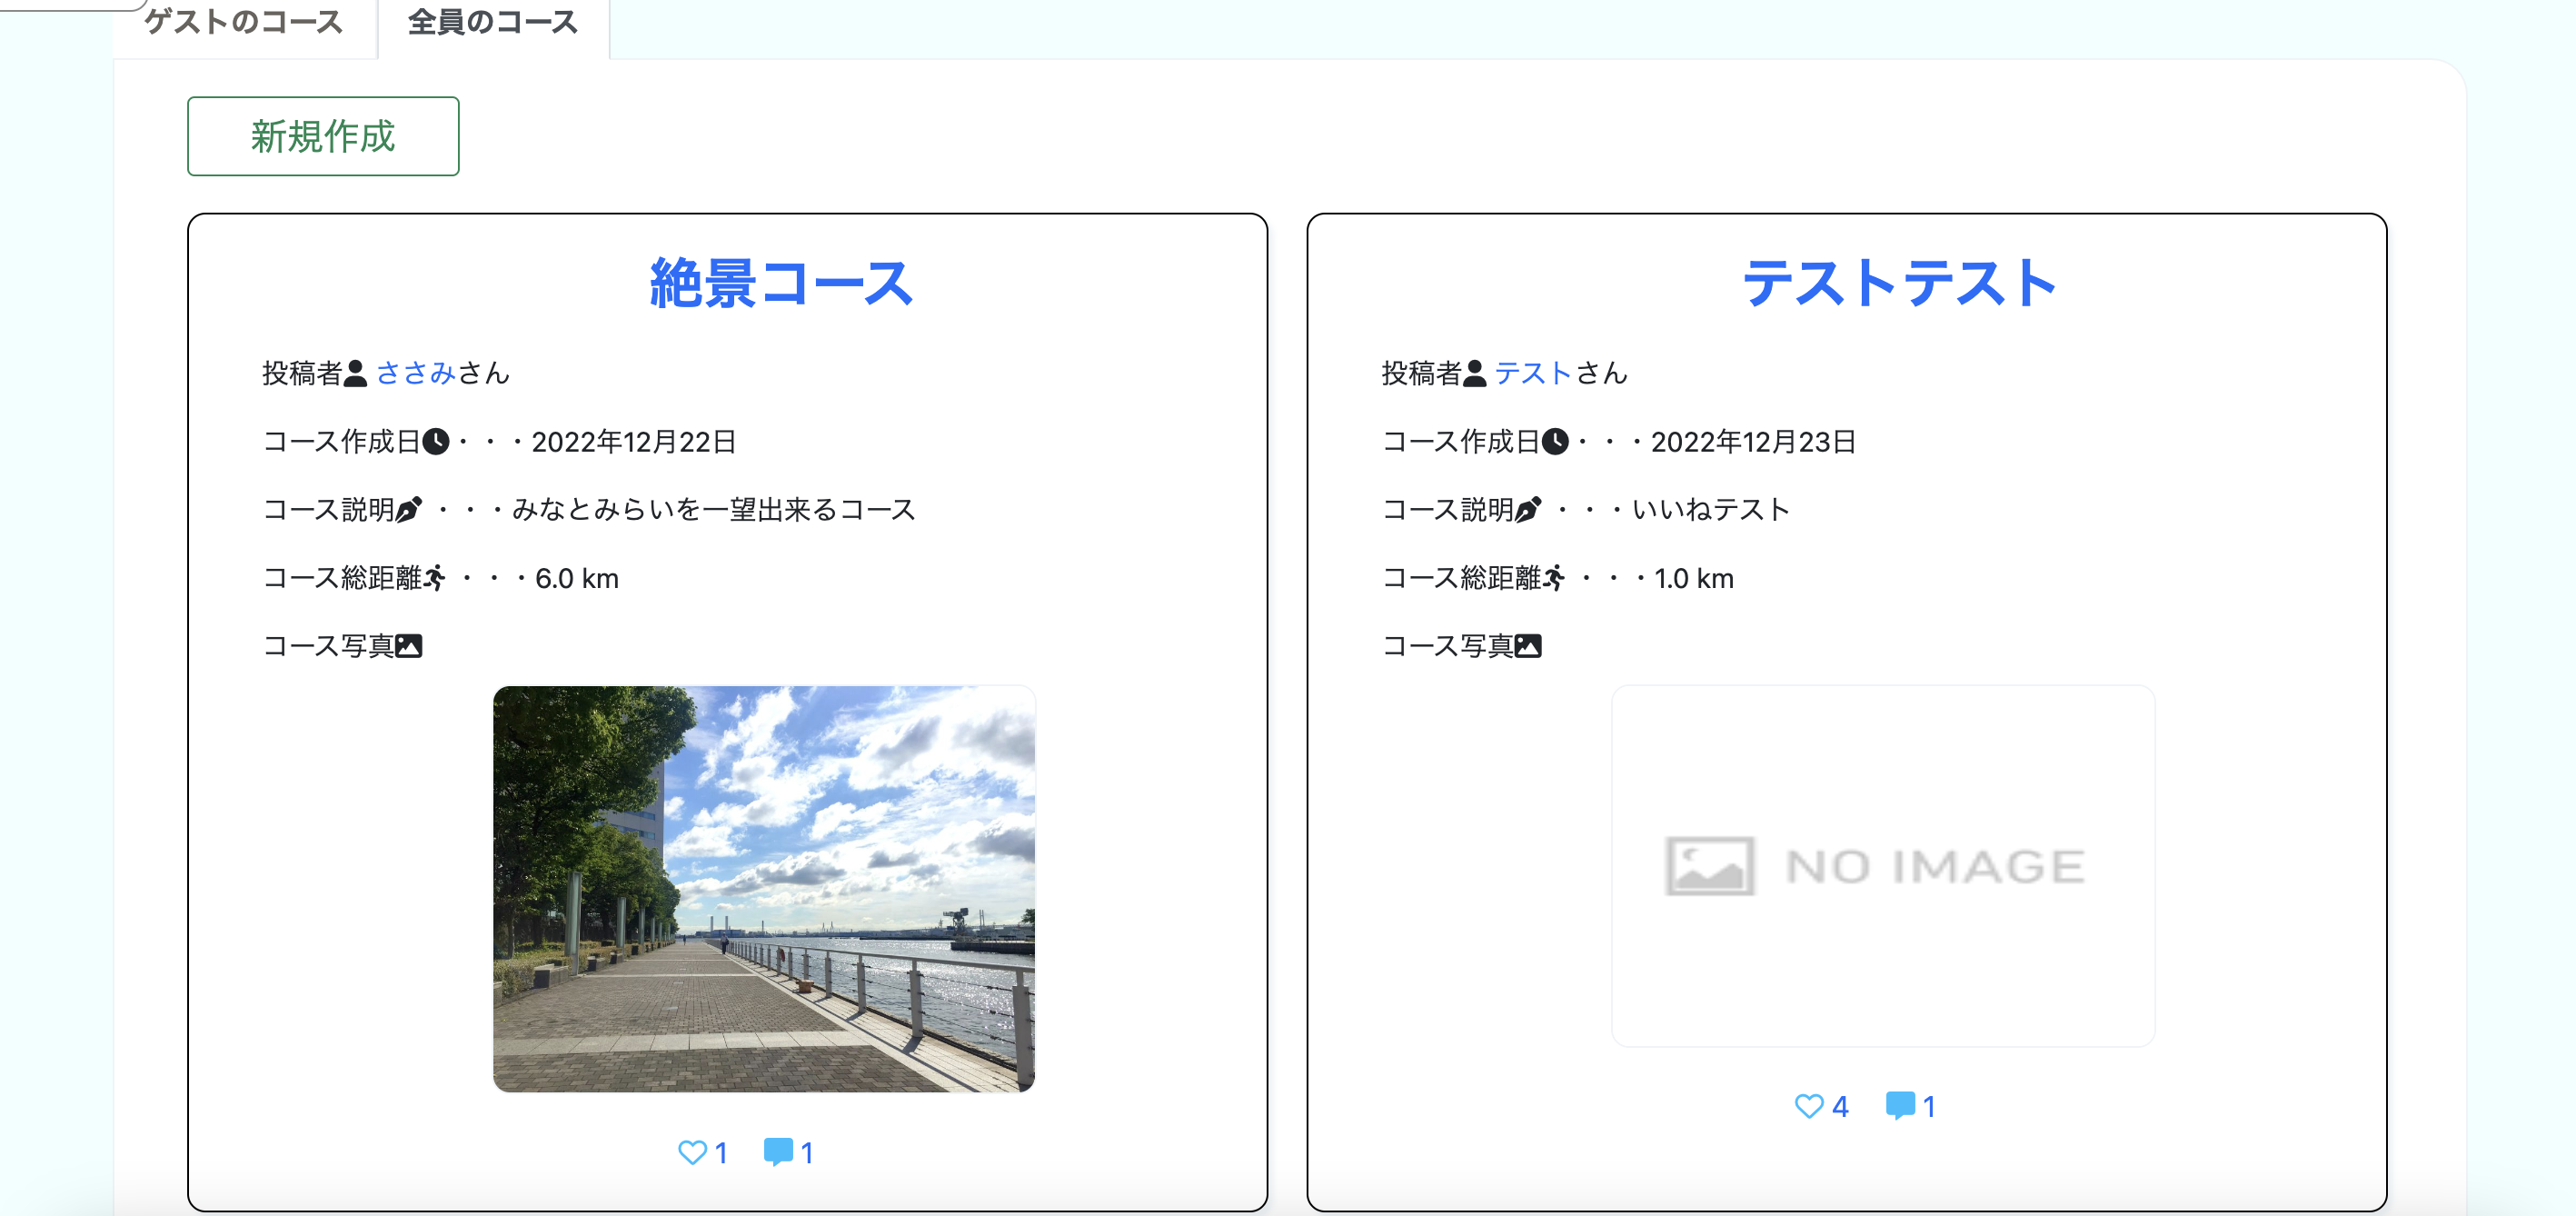 ゲストのコース
全員のコース
新規作成
絶景コース
投稿者 ささみさん
コース作成日・・・2022年12月22日
コース説明・・・みなとみらいを一望出来るコース
コース総距離・・・6.0 km
コース写真
1 1
テストテスト
投稿者 テストさん
コース作成日・・・2022年12月23日
コース説明・・・いいねテスト
コース総距離・・・1.0 km
コース写真
NO IMAGE
4 1